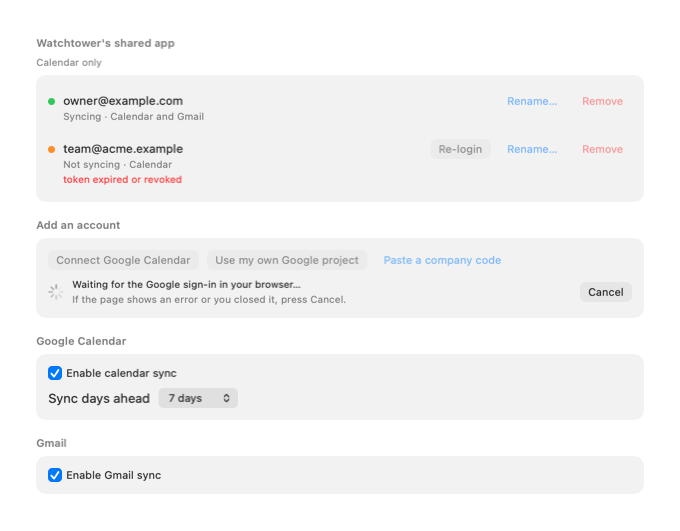 Watchtower's shared app
Calendar only
owner@example.com
Rename...
Remove
Syncing · Calendar and Gmail
team@acme.example
Re-login
Rename...
Remove
Not syncing · Calendar
token expired or revoked
Add an account
Connect Google Calendar
Use my own Google project
Paste a company code
Waiting for the Google sign-in in your browser...
If the page shows an error or you closed it, press Cancel.
Cancel
Google Calendar
Enable calendar sync
Sync days ahead
7 days
Gmail
Enable Gmail sync